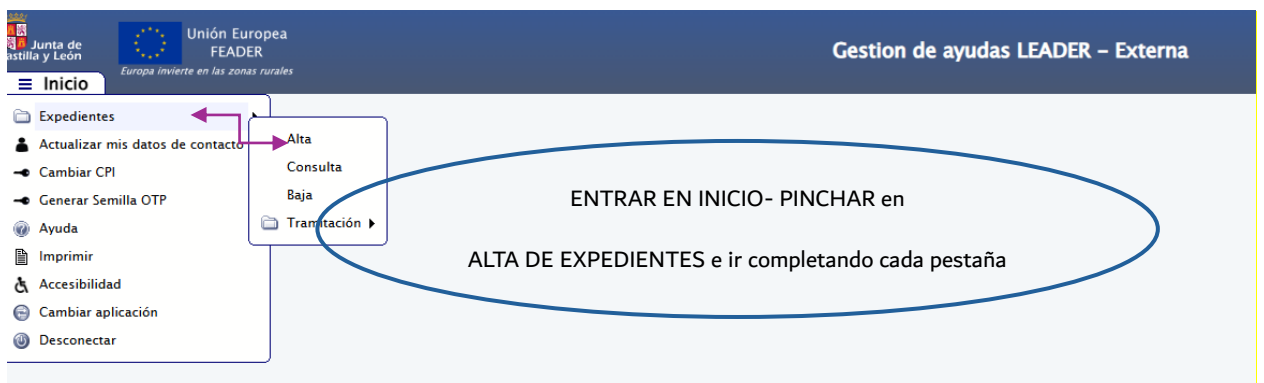 Junta de
astilla y León
Unión Europea
FEADER
Europa invierte en las zonas rurales
Gestion de ayudas LEADER – Externa
≡ Inicio
Expedientes
Actualizar mis datos de contacto
Cambiar CPI
Generar Semilla OTP
Ayuda
Imprimir
Accesibilidad
Cambiar aplicación
Desconectar
Alta
Consulta
Baja
Tramitación
ENTRAR EN INICIO- PINCHAR en
ALTA DE EXPEDIENTES e ir completando cada pestaña